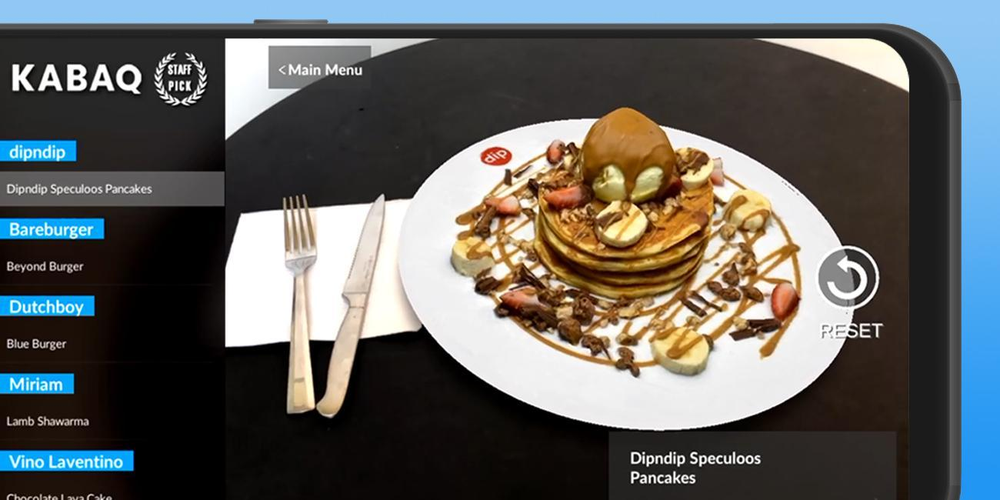 KABAQ
STAFF
PICK
dipndip
Dipndip Speculoos Pancakes
Bareburger
Beyond Burger
Dutchboy
Blue Burger
Miriam
Lamb Shawarma
Vino Laventino
Chocolate Lava Cake
< Main Menu
dip
RESET
Dipndip Speculoos
Pancakes